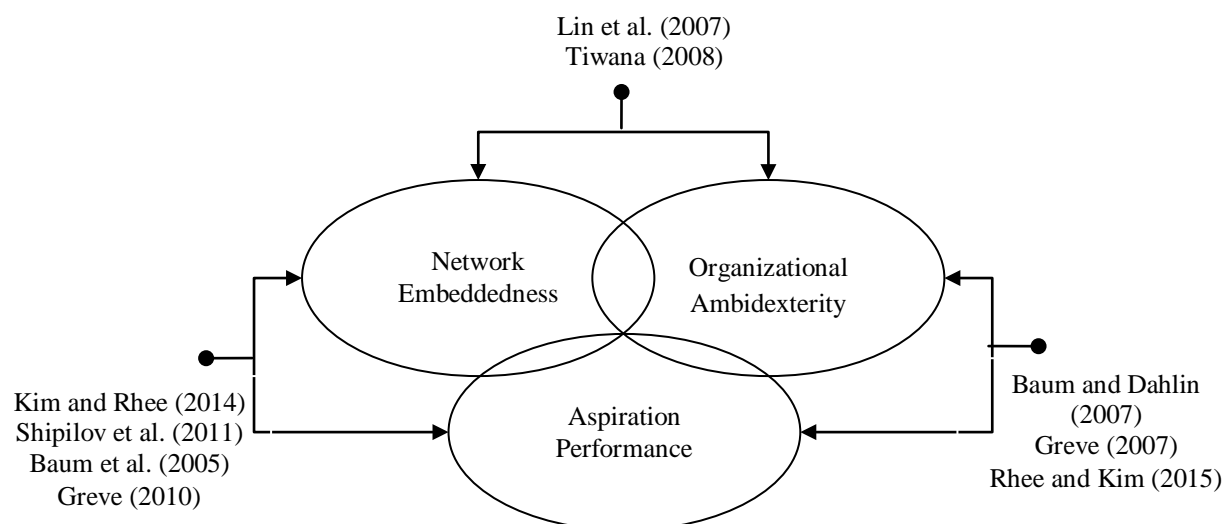 Lin et al. (2007)
Tiwana (2008)
Network
Embeddedness
Organizational
Ambidexterity
Aspiration
Performance
Kim and Rhee (2014)
Shipilov et al. (2011)
Baum et al. (2005)
Greve (2010)
Baum and Dahlin
(2007)
Greve (2007)
Rhee and Kim (2015)